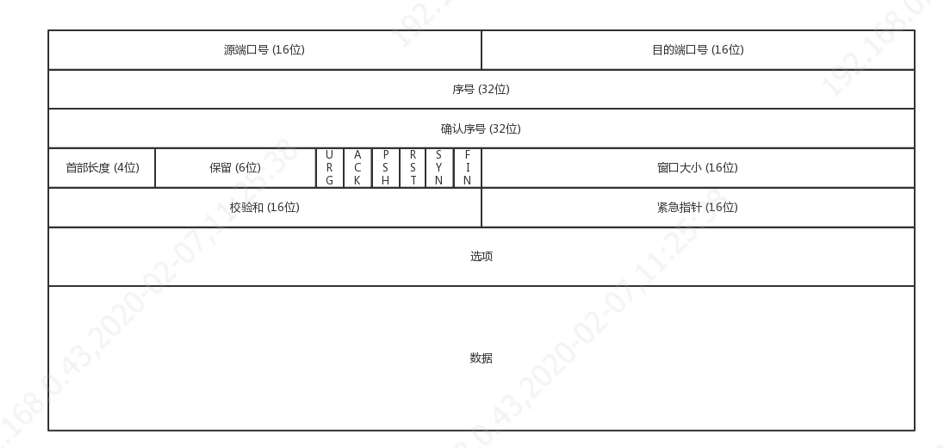 源端口号 (16位) 目的端口号 (16位)
序号 (32位)
确认序号 (32位)
首部长度 (4位) 保留 (6位) URG ACK PSH RST SYN FIN 窗口大小 (16位)
校验和 (16位) 紧急指针 (16位)
选项
数据
192.
192.168.0.
.168.0.43,2020-02-07,11:25:38
68.0.43,2020-02-07,11:25:38